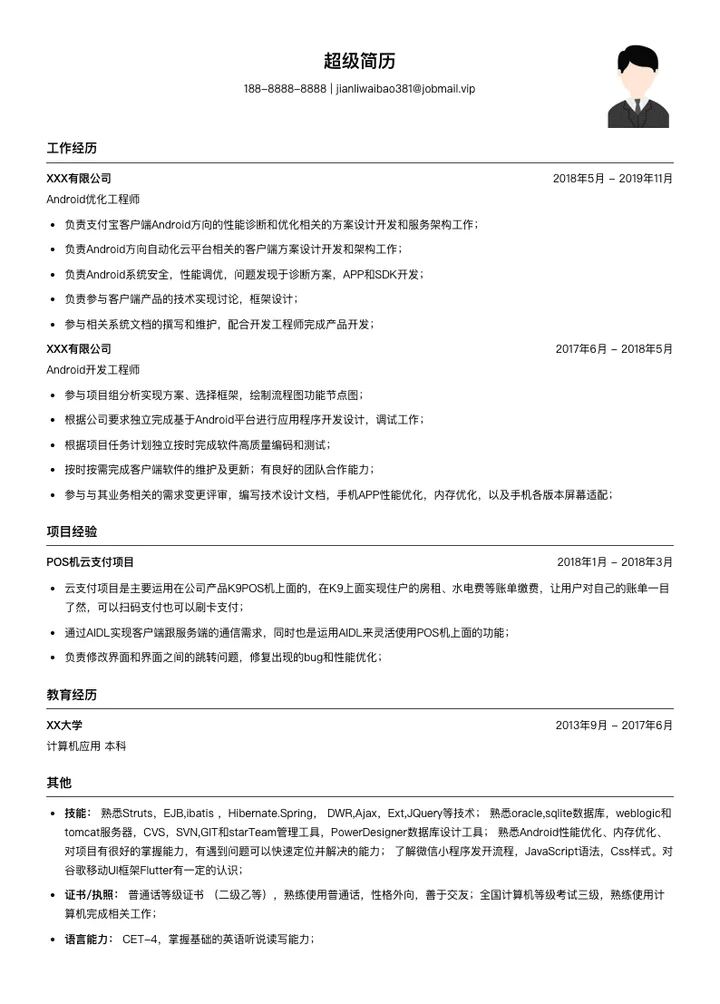 超级简历
188-8888-8888 | jianliwaibao381@jobmail.vip
工作经历
XXX有限公司 2018年5月 – 2019年11月
Android优化工程师
• 负责支付宝客户端Android方向的性能诊断和优化相关的方案设计开发和服务架构工作；
• 负责Android方向自动化云平台相关的客户端方案设计开发和架构工作；
• 负责Android系统安全，性能调优，问题发现于诊断方案，APP和SDK开发；
• 负责参与客户端产品的技术实现讨论，框架设计；
• 参与相关系统文档的撰写和维护，配合开发工程师完成产品开发；
XXX有限公司 2017年6月 – 2018年5月
Android开发工程师
• 参与项目组分析实现方案、选择框架，绘制流程图功能节点图；
• 根据公司要求独立完成基于Android平台进行应用程序开发设计，调试工作；
• 根据项目任务计划独立按时完成软件高质量编码和测试；
• 按时按需完成客户端软件的维护及更新；有良好的团队合作能力；
• 参与与其业务相关的需求变更评审，编写技术设计文档，手机APP性能优化，内存优化，以及手机各版本屏幕适配；
项目经验
POS机云支付项目 2018年1月 – 2018年3月
• 云支付项目是主要运用在公司产品K9POS机上面的，在K9上面实现住户的房租、水电费等账单缴费，让用户对自己的账单一目
了然，可以扫码支付也可以刷卡支付；
• 通过AIDL实现客户端跟服务端的通信需求，同时也是运用AIDL来灵活使用POS机上面的功能；
• 负责修改界面和界面之间的跳转问题，修复出现的bug和性能优化；
教育经历
XX大学 2013年9月 – 2017年6月
计算机应用 本科
其他
• 技能： 熟悉Struts，EJB,ibatis ，Hibernate.Spring， DWR,Ajax，Ext,JQuery等技术； 熟悉oracle,sqlite数据库，weblogic和
tomcat服务器，CVS，SVN,GIT和starTeam管理工具，PowerDesigner数据库设计工具； 熟悉Android性能优化、内存优化、
对项目有很好的掌握能力，有遇到问题可以快速定位并解决的能力； 了解微信小程序发开流程，JavaScript语法，Css样式。对
谷歌移动UI框架Flutter有一定的认识；
• 证书/执照： 普通话等级证书 （二级乙等），熟练使用普通话，性格外向，善于交友；全国计算机等级考试三级，熟练使用计
算机完成相关工作；
• 语言能力： CET-4，掌握基础的英语听说读写能力；